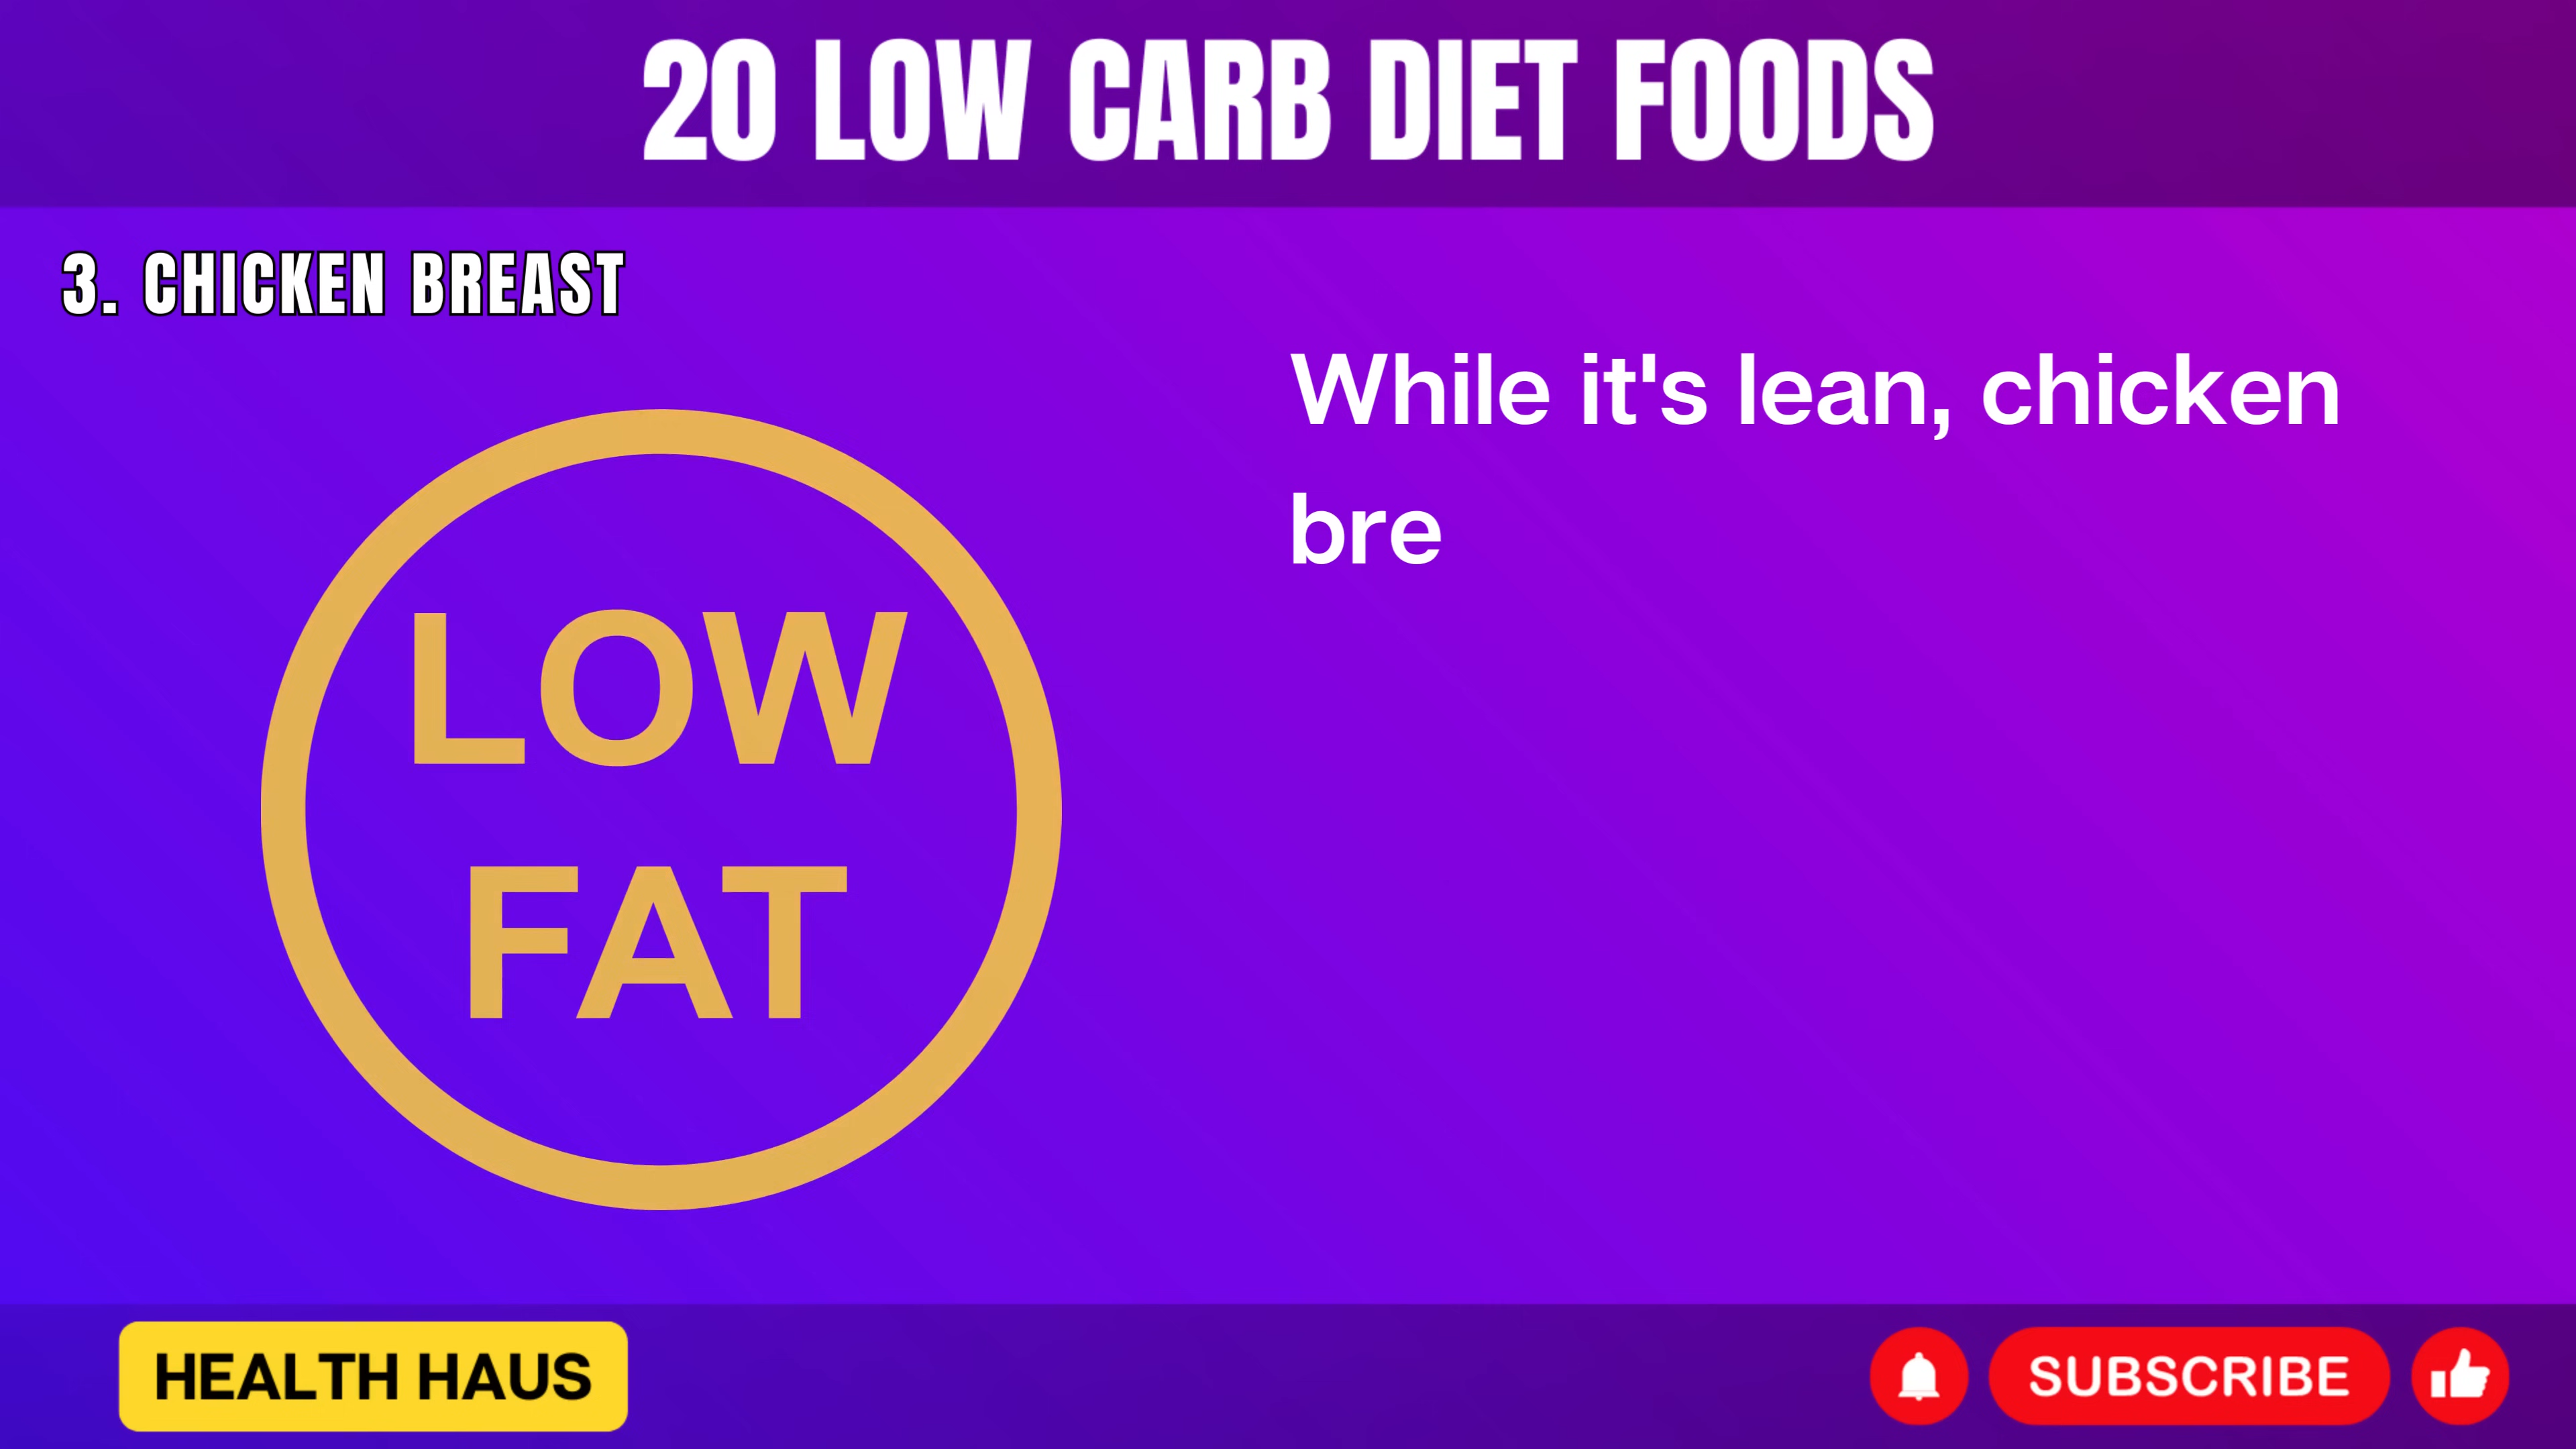 20 LOW CARB DIET FOODS
3. CHICKEN BREAST
While it's lean, chicken
bre
LOW
FAT
HEALTH HAUS
SUBSCRIBE